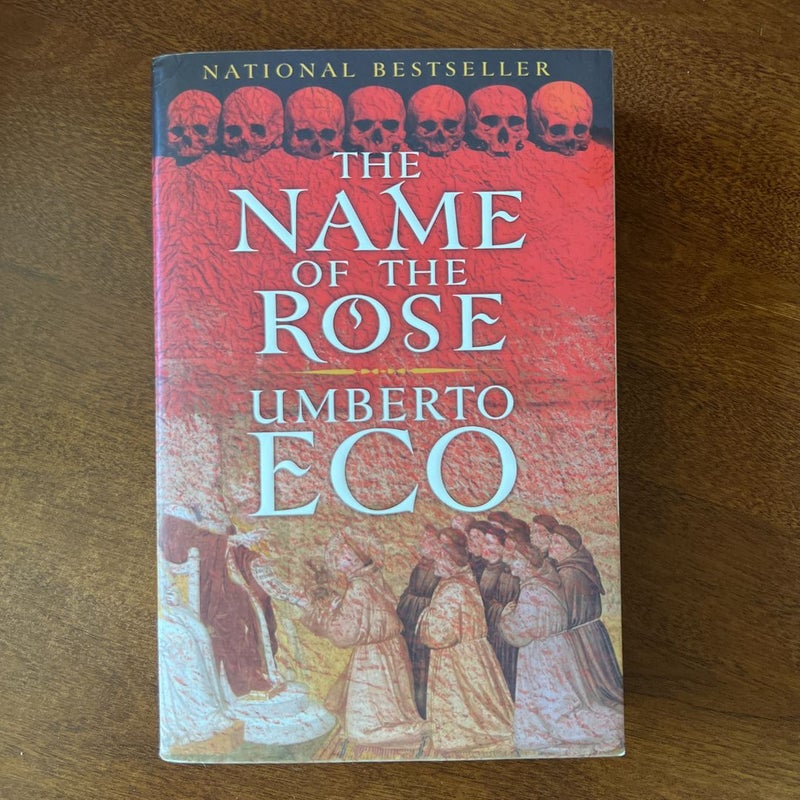 NATIONAL BESTSELLER
THE
NAME
OF THE
ROSE
UMBERTO
ECO